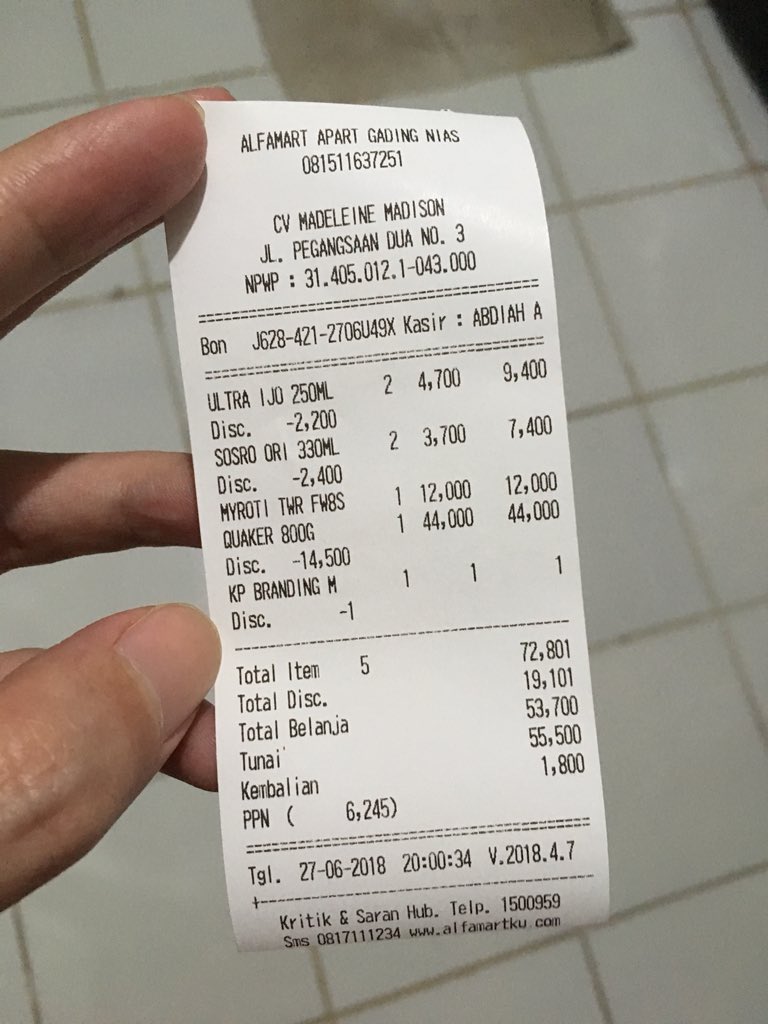 ALFAMART APART GADING NIAS
081511637251
CV MADELEINE MADISON
JL. PEGANGSAAN DUA NO. 3
NPWP : 31.405.012.1-043.000
Bon J628-421-2706U49X Kasir : ABDIAH A
ULTRA IJO 250ML 2 4,700 9,400
Disc. -2,200
SOSRO ORI 330ML 2 3,700 7,400
Disc. -2,400
MYROTI TWR FW8S 1 12,000 12,000
QUAKER 800G 1 44,000 44,000
Disc. -14,500
KP BRANDING M 1 1 1
Disc. -1
Total Item 5 72,801
Total Disc. 19,101
Total Belanja 53,700
Tunai 55,500
Kembalian 1,800
PPN ( 6,245)
Tgl. 27-06-2018 20:00:34 V.2018.4.7
Kritik & Saran Hub. Telp. 1500959
Sms 0817111234 www.alfamartku.com